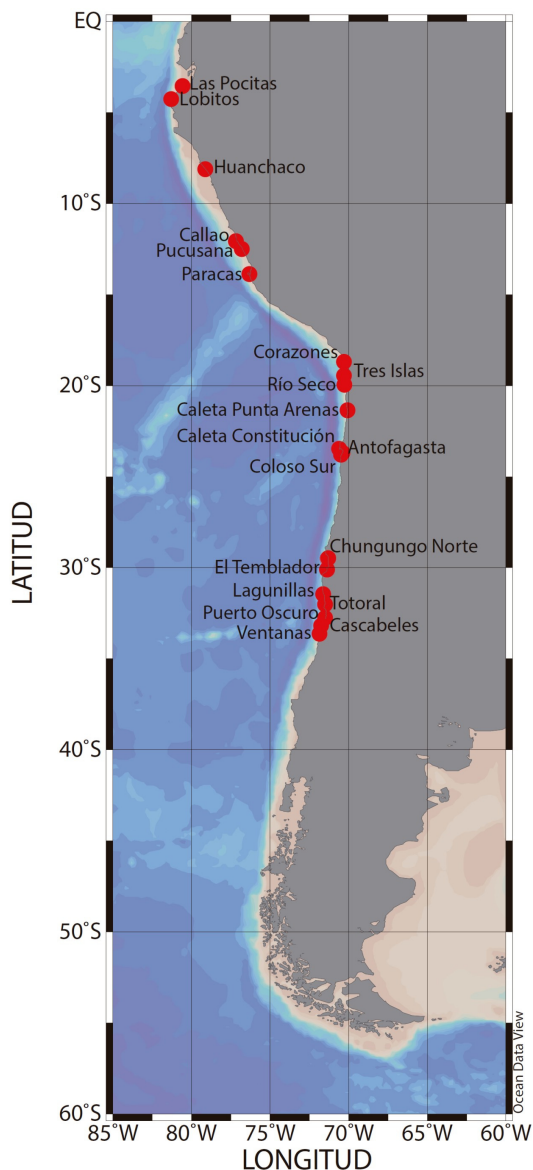 EQ
Las Pocitas
Lobitos
Huanchaco
10°S
Callao
Pucusana
Paracas
Corazones
Tres Islas
20°S
Río Seco
Caleta Punta Arenas
Caleta Constitución
Antofagasta
Coloso Sur
Chungungo Norte
30°S
El Temblador
Lagunillas
Totoral
Puerto Oscuro
Cascabeles
Ventanas
LATITUD
40°S
50°S
Ocean Data View
60°S
85°W 80°W 75°W 70°W 65°W 60°W
LONGITUD